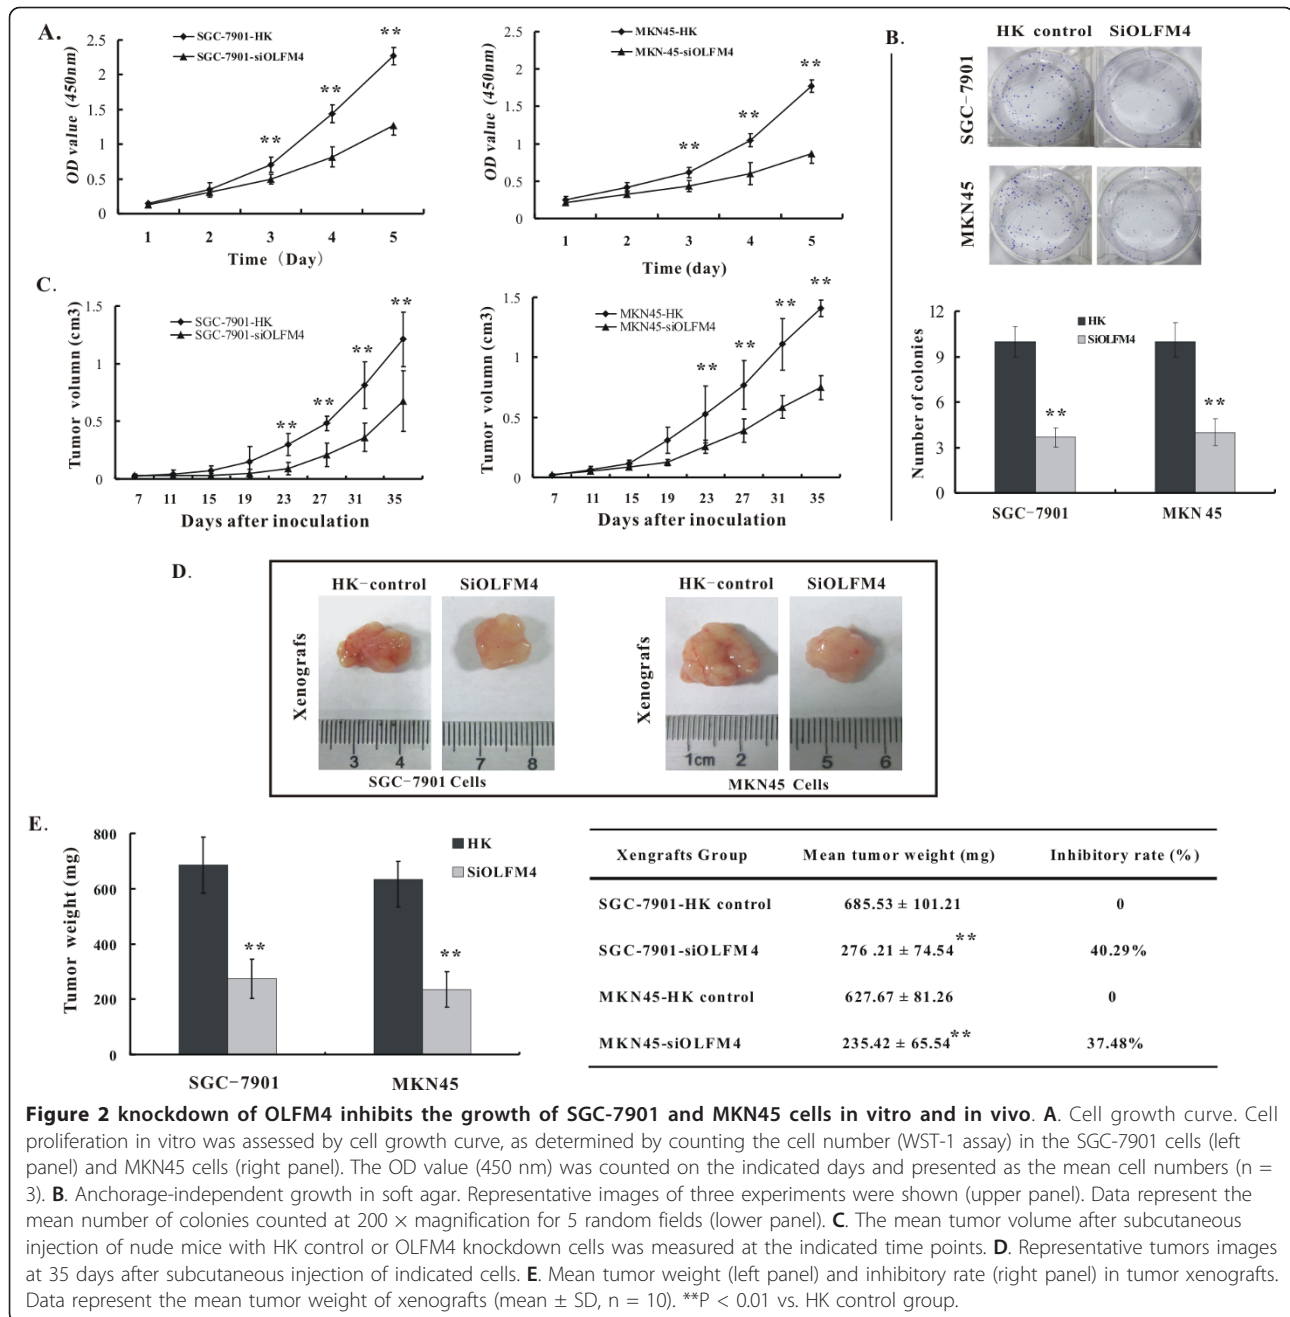 A.
SGC-7901-HK
SGC-7901-siOLFM4
OD value (450nm)
2.5
2
1.5
1
0.5
0
**
**
**
1 2 3 4 5
Time (Day)
MKN45-HK
MKN-45-siOLFM4
OD value (450nm)
2.5
2
1.5
1
0.5
0
**
**
**
1 2 3 4 5
Time (day)
B.
HK control SiOLFM4
SGC-7901
MKN45
Number of colonies
12
9
6
3
0
HK
SiOLFM4
**
**
SGC-7901 MKN 45
C.
SGC-7901-HK
SGC-7901-siOLFM4
Tumor volumn (cm3)
1.5
1
0.5
0
**
**
**
**
7 11 15 19 23 27 31 35
Days after inoculation
MKN45-HK
MKN45-siOLFM4
Tumor volumn (cm3)
1.5
1
0.5
0
**
**
**
**
7 11 15 19 23 27 31 35
Days after inoculation
D.
HK-control SiOLFM4
Xenografs
3 4
7 8
SGC-7901 Cells
HK-control SiOLFM4
Xenografs
1cm 2
5 6
MKN45 Cells
E.
Tumor weight (mg)
800
600
400
200
0
HK
SiOLFM4
**
**
SGC-7901 MKN45
Xengrafts Group Mean tumor weight (mg) Inhibitory rate (%)
SGC-7901-HK control 685.53 ± 101.21 0
SGC-7901-siOLFM4 276 .21 ± 74.54** 40.29%
MKN45-HK control 627.67 ± 81.26 0
MKN45-siOLFM4 235.42 ± 65.54** 37.48%
Figure 2 knockdown of OLFM4 inhibits the growth of SGC-7901 and MKN45 cells in vitro and in vivo. A. Cell growth curve. Cell
proliferation in vitro was assessed by cell growth curve, as determined by counting the cell number (WST-1 assay) in the SGC-7901 cells (left
panel) and MKN45 cells (right panel). The OD value (450 nm) was counted on the indicated days and presented as the mean cell numbers (n =
3). B. Anchorage-independent growth in soft agar. Representative images of three experiments were shown (upper panel). Data represent the
mean number of colonies counted at 200 × magnification for 5 random fields (lower panel). C. The mean tumor volume after subcutaneous
injection of nude mice with HK control or OLFM4 knockdown cells was measured at the indicated time points. D. Representative tumors images
at 35 days after subcutaneous injection of indicated cells. E. Mean tumor weight (left panel) and inhibitory rate (right panel) in tumor xenografts.
Data represent the mean tumor weight of xenografts (mean ± SD, n = 10). **P < 0.01 vs. HK control group.